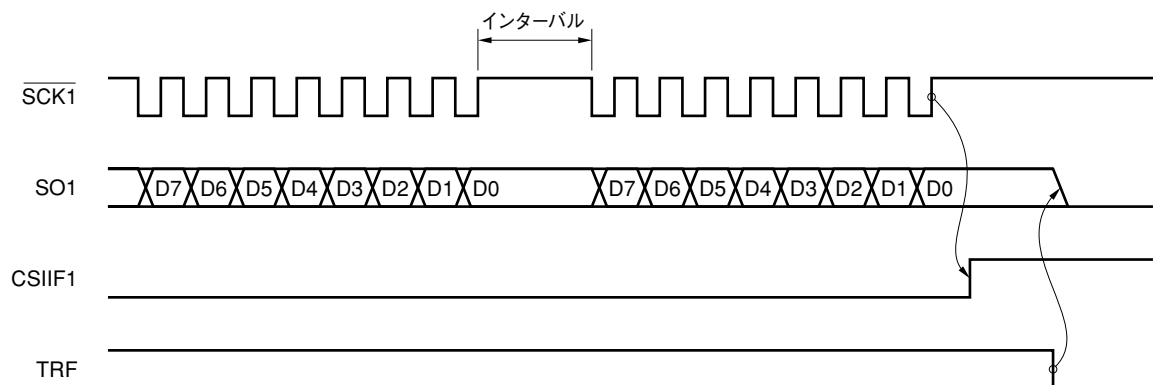 インターバル
SCK1
SO1 D7 D6 D5 D4 D3 D2 D1 D0 D7 D6 D5 D4 D3 D2 D1 D0
CSIIF1
TRF